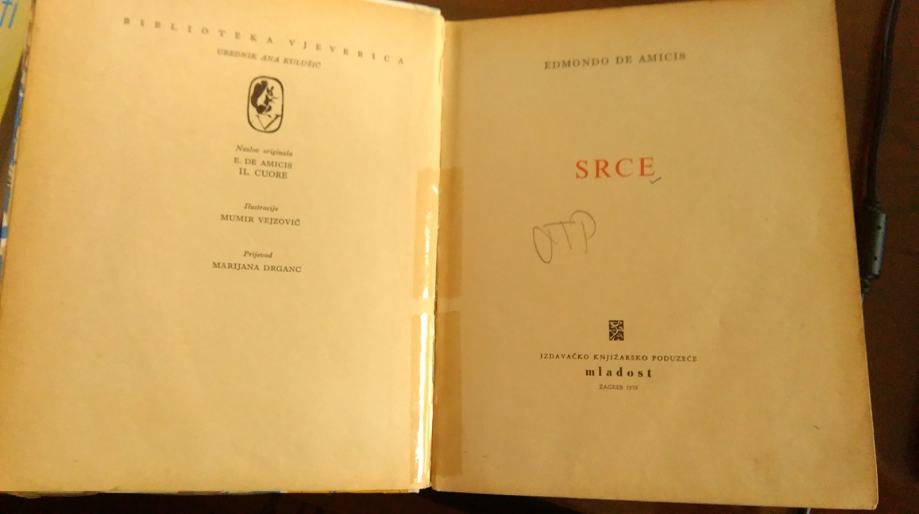 BIBLIOTEKA VJEVERICA
UREDNIK ANA KULUŠIĆ
Naslov originala
E. DE AMICIS
IL CUORE
Ilustracije
MUMIR VEJZOVIĆ
Prijevod
MARIJANA DRGANC
EDMONDO DE AMICIS
SRCE
OTP
IZDAVAČKO KNJIŽARSKO PODUZEĆE
mladost
ZAGREB